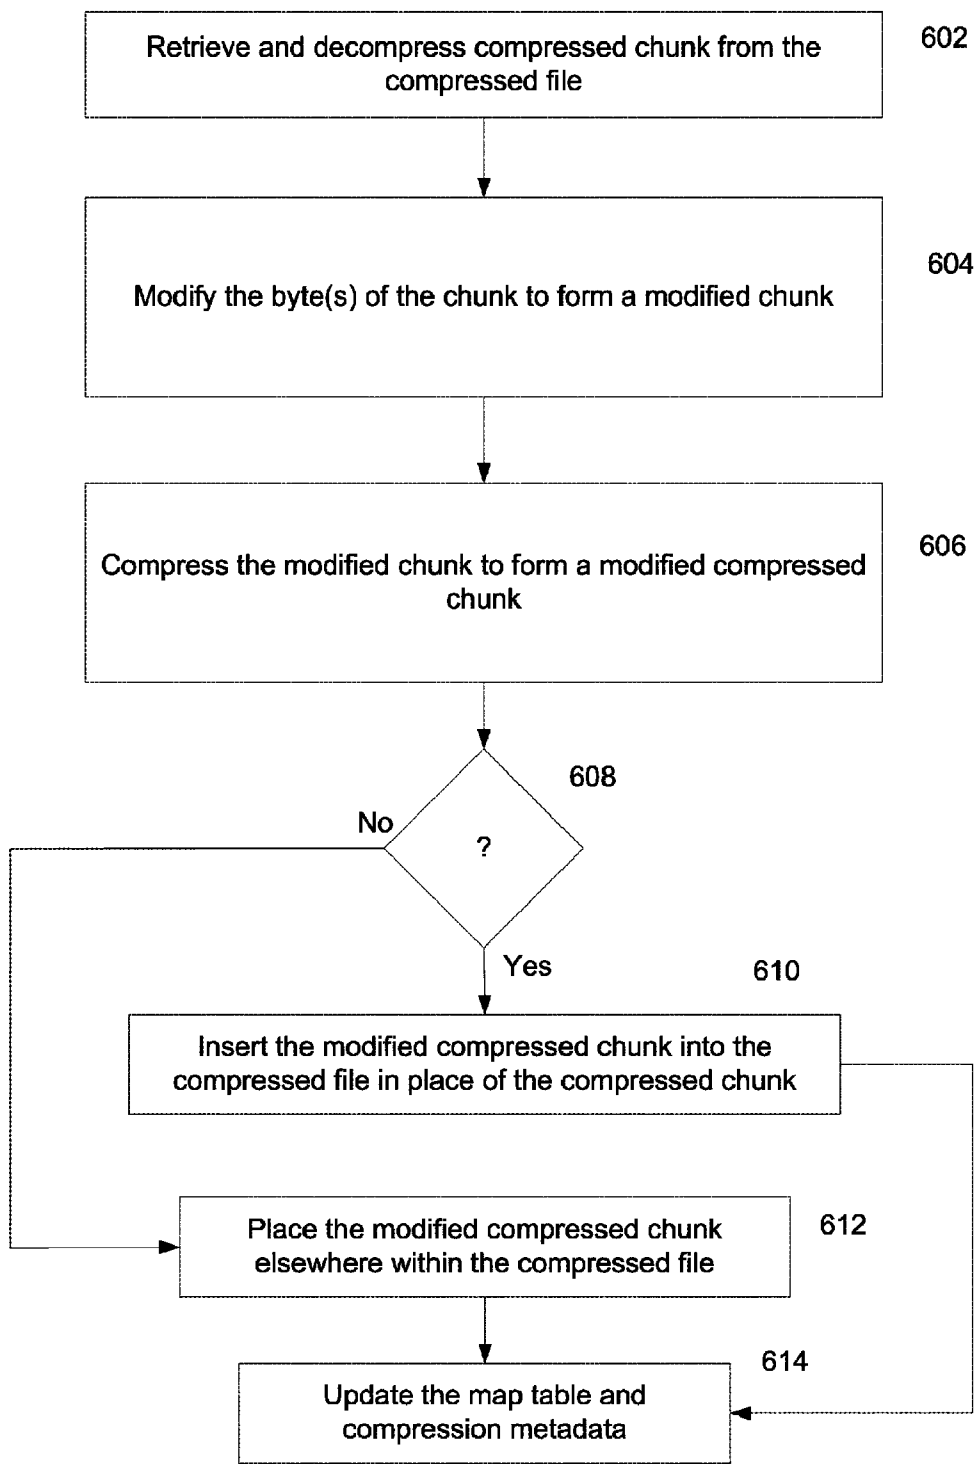 Retrieve and decompress compressed chunk from the
compressed file
602
Modify the byte(s) of the chunk to form a modified chunk
604
Compress the modified chunk to form a modified compressed
chunk
606
608
No
?
Yes
610
Insert the modified compressed chunk into the
compressed file in place of the compressed chunk
Place the modified compressed chunk
elsewhere within the compressed file
612
614
Update the map table and
compression metadata